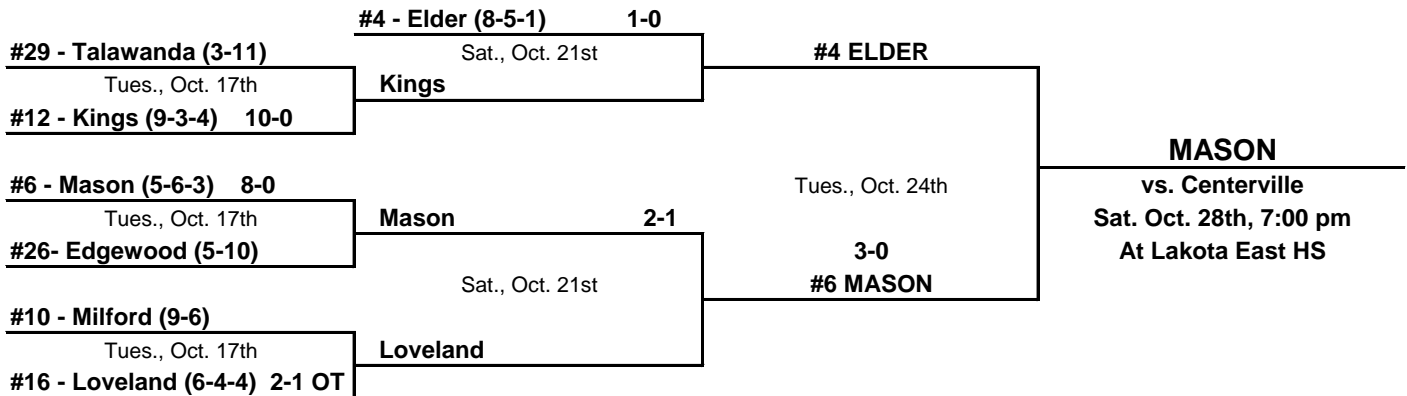 #4 - Elder (8-5-1) 1-0
#29 - Talawanda (3-11)
Sat., Oct. 21st
#4 ELDER
Tues., Oct. 17th
Kings
#12 - Kings (9-3-4) 10-0
MASON
#6 - Mason (5-6-3) 8-0
Tues., Oct. 24th
vs. Centerville
Tues., Oct. 17th
Mason 2-1
Sat. Oct. 28th, 7:00 pm
#26- Edgewood (5-10)
3-0
At Lakota East HS
Sat., Oct. 21st
#6 MASON
#10 - Milford (9-6)
Tues., Oct. 17th
Loveland
#16 - Loveland (6-4-4) 2-1 OT